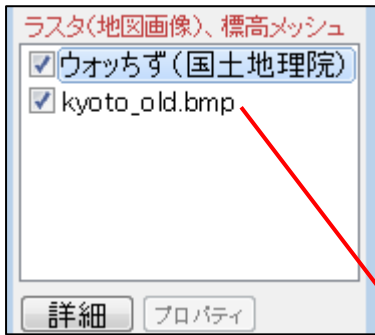 ラスタ(地図画像)、標高メッシュ
ウオッちず(国土地理院)
kyoto_old.bmp
詳細 プロパティ